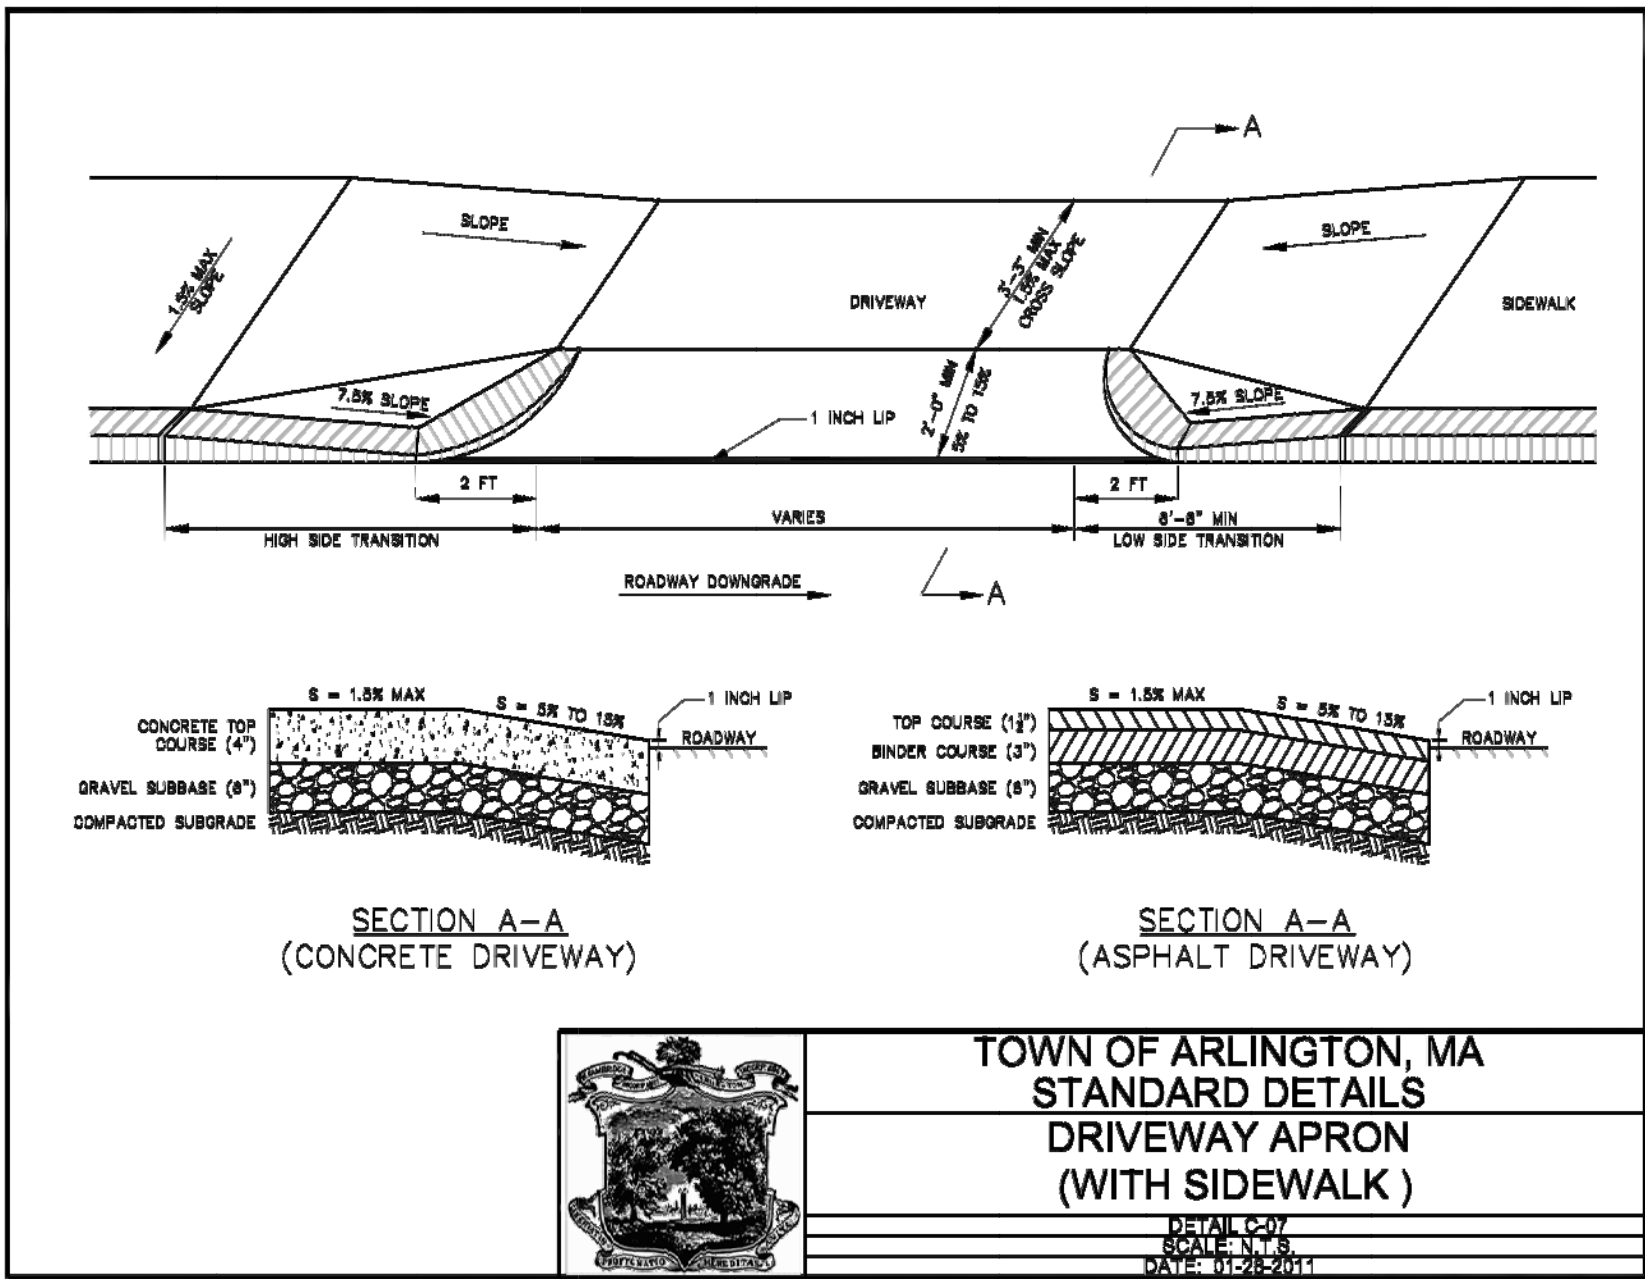 A
SLOPE
SLOPE
1.5% MAX
SLOPE
3'-3" MIN
1.5% MAX
CROSS SLOPE
DRIVEWAY
SIDEWALK
7.5% SLOPE
7.5% SLOPE
2'-0" MIN
5% TO 15%
1 INCH LIP
2 FT
2 FT
VARIES
MIN
HIGH SIDE TRANSITION
LOW SIDE TRANSITION
ROADWAY DOWNGRADE
A
S = 1.5% MAX
S = 5% TO 15%
1 INCH LIP
CONCRETE TOP
COURSE (4")
ROADWAY
GRAVEL SUBBASE
COMPACTED SUBGRADE
SECTION A-A
(CONCRETE DRIVEWAY)
S = 1.5% MAX
S = 5% TO 15%
1 INCH LIP
TOP COURSE (1½")
ROADWAY
BINDER COURSE (3")
GRAVEL SUBBASE
COMPACTED SUBGRADE
SECTION A-A
(ASPHALT DRIVEWAY)
TOWN OF ARLINGTON, MA
STANDARD DETAILS
DRIVEWAY APRON
(WITH SIDEWALK )
DETAIL C-07
SCALE: N.T.S.
DATE: 01-28-2011